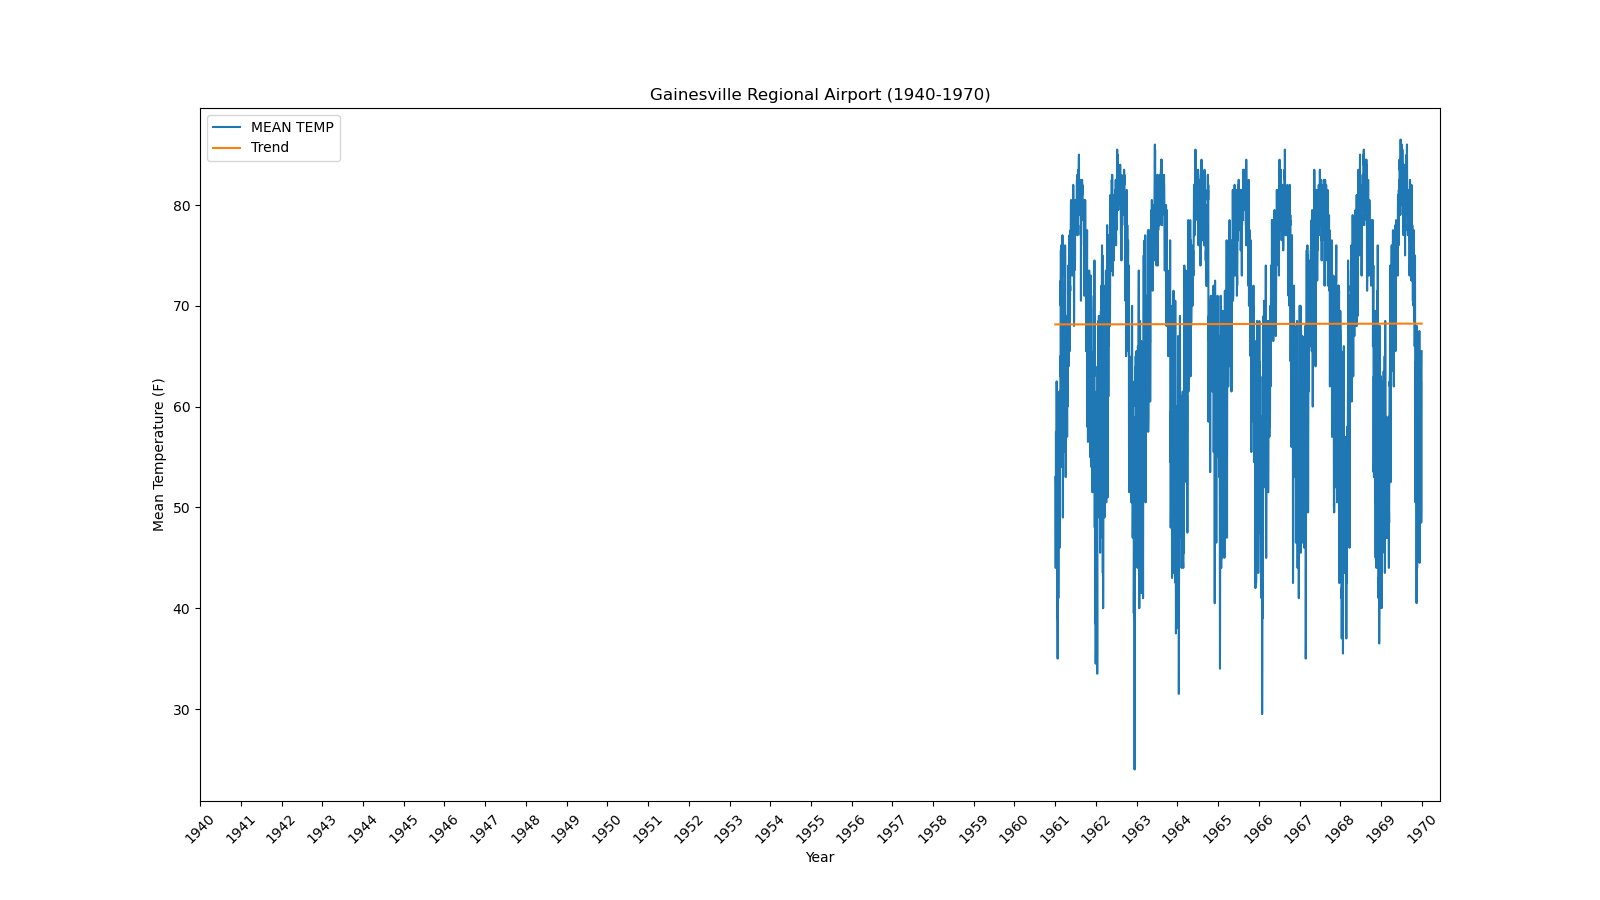 Gainesville Regional Airport (1940-1970)
MEAN TEMP
Trend
Mean Temperature (F)
80
70
60
50
40
30
1940 1941 1942 1943 1944 1945 1946 1947 1948 1949 1950 1951 1952 1953 1954 1955 1956 1957 1958 1959 1960 1961 1962 1963 1964 1965 1966 1967 1968 1969 1970
Year